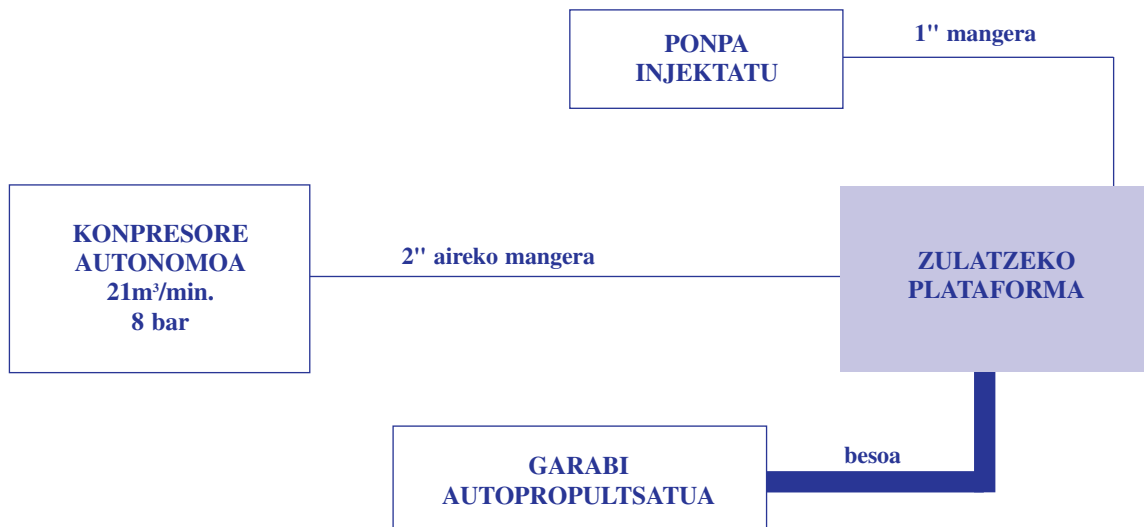 PONPA
INJEKTATU
1" mangera
KONPRESORE
AUTONOMOA
21m³/min.
8 bar
2" aireko mangera
ZULATZEKO
PLATAFORMA
GARABI
AUTOPROPULTSATUA
besoa